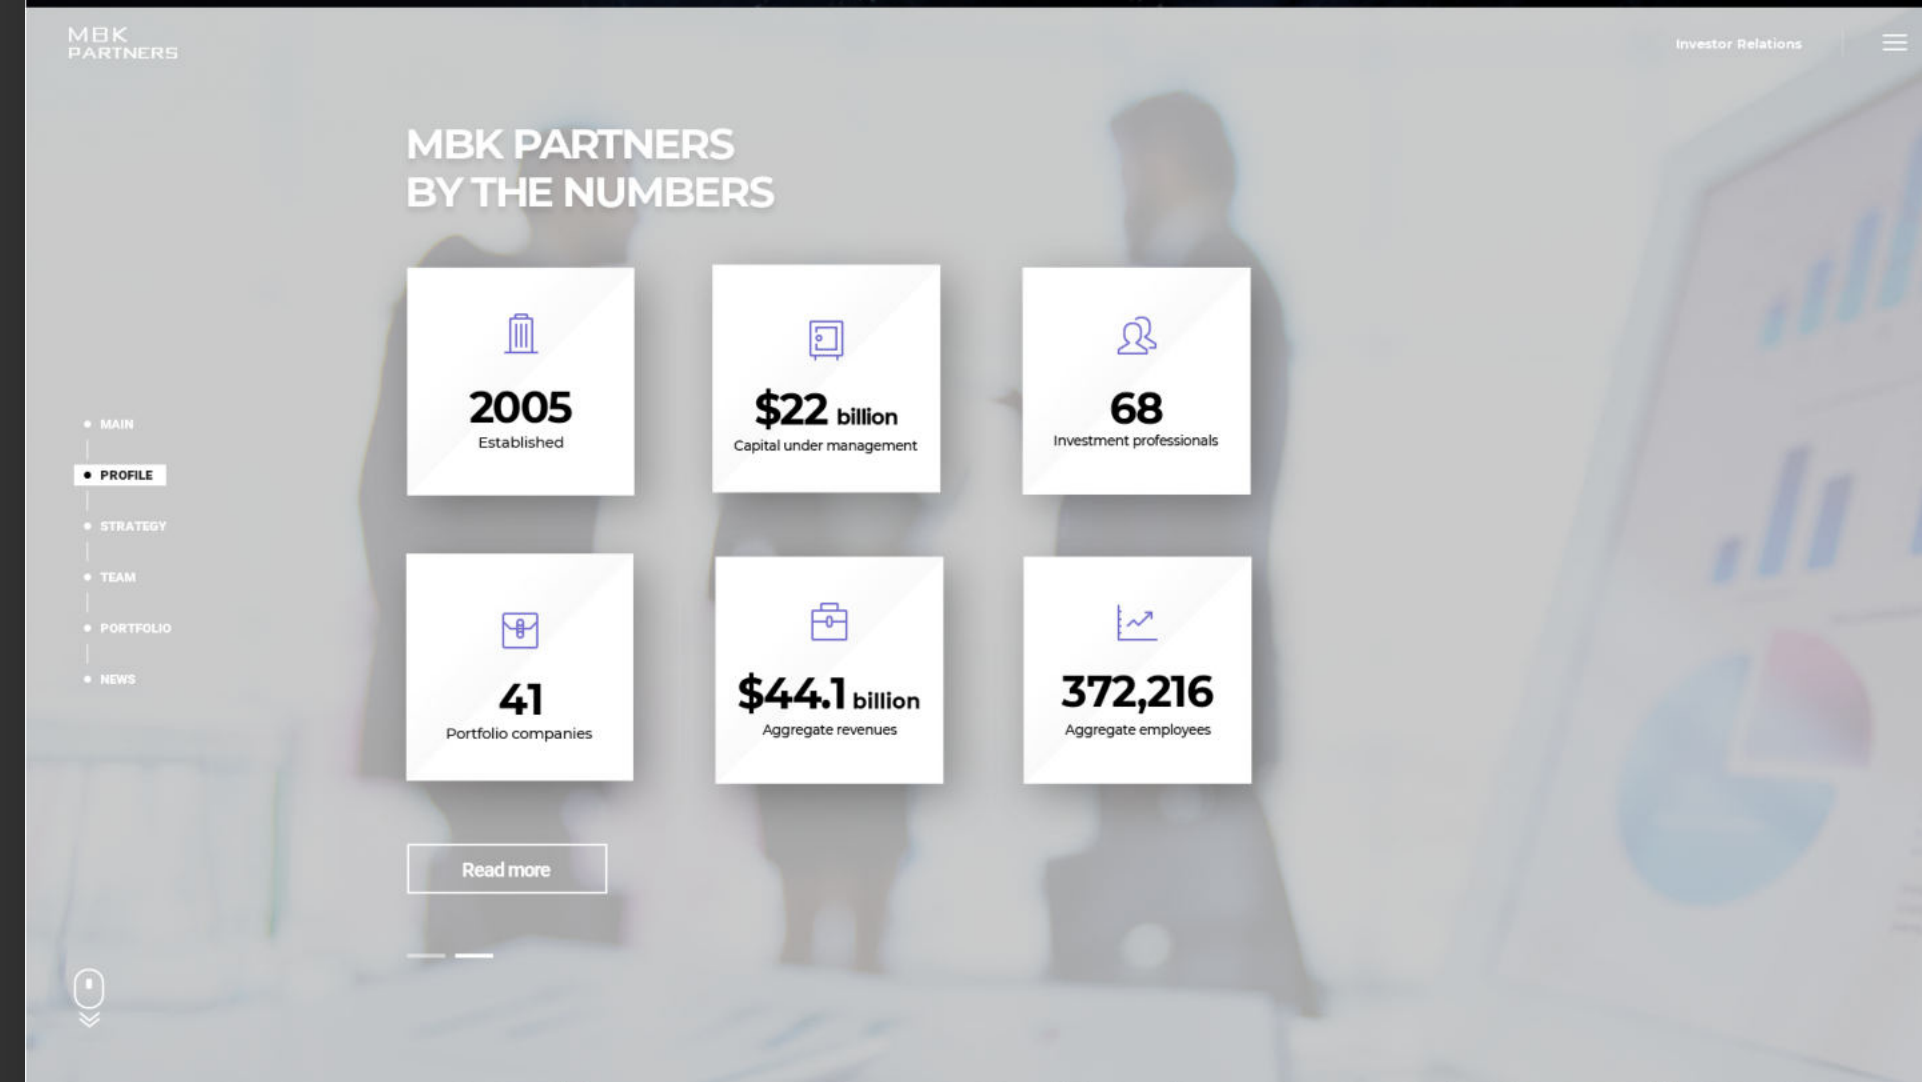 MBK
PARTNERS
Investor Relations
MBK PARTNERS
BY THE NUMBERS
2005
Established
$22 billion
Capital under management
68
Investment professionals
41
Portfolio companies
$44.1 billion
Aggregate revenues
372,216
Aggregate employees
MAIN
PROFILE
STRATEGY
TEAM
PORTFOLIO
NEWS
Read more